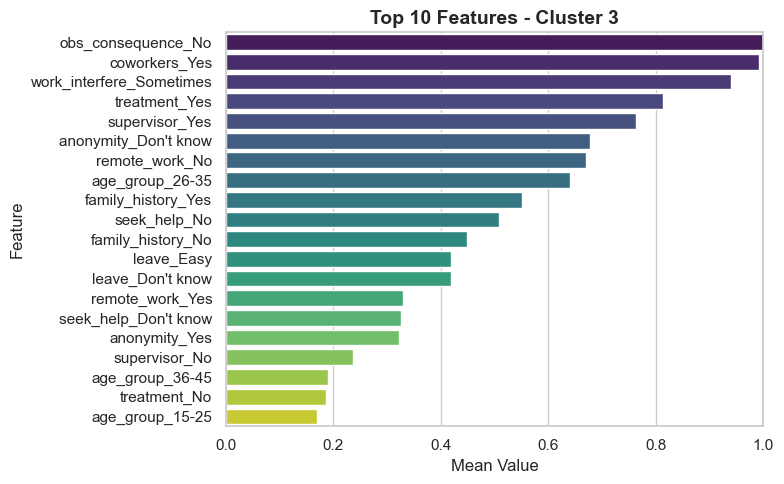 Top 10 Features - Cluster 3
obs_consequence_No
coworkers_Yes
work_interfere_Sometimes
treatment_Yes
supervisor_Yes
anonymity_Don't know
remote_work_No
age_group_26-35
family_history_Yes
seek_help_No
family_history_No
leave_Easy
leave_Don't know
remote_work_Yes
seek_help_Don't know
anonymity_Yes
supervisor_No
age_group_36-45
treatment_No
age_group_15-25
Feature
0.0 0.2 0.4 0.6 0.8 1.0
Mean Value